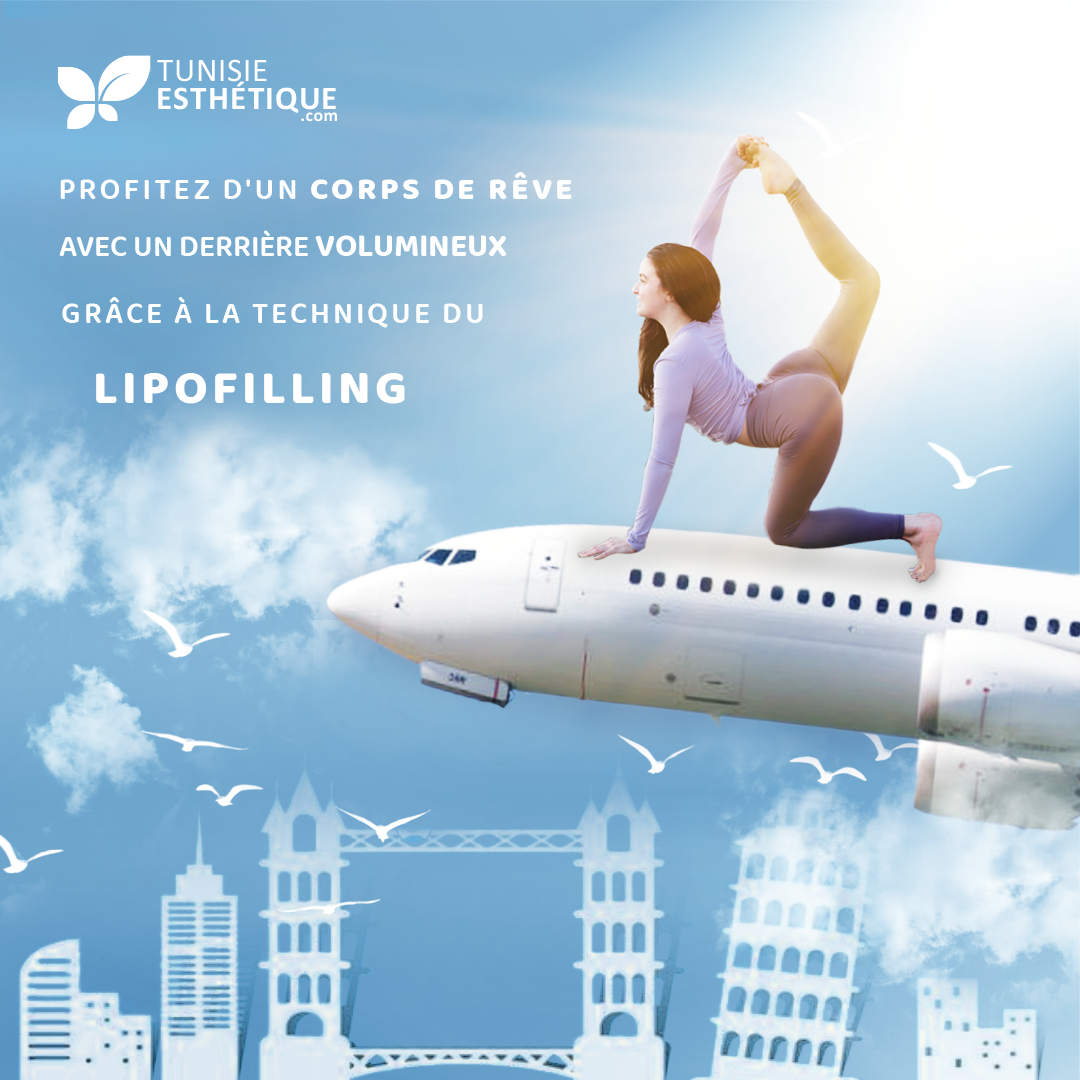 TUNISIE
ESTHÉTIQUE
.com
PROFITEZ D'UN CORPS DE RÊVE
AVEC UN DERRIÈRE VOLUMINEUX
GRÂCE À LA TECHNIQUE DU
LIPOFILLING